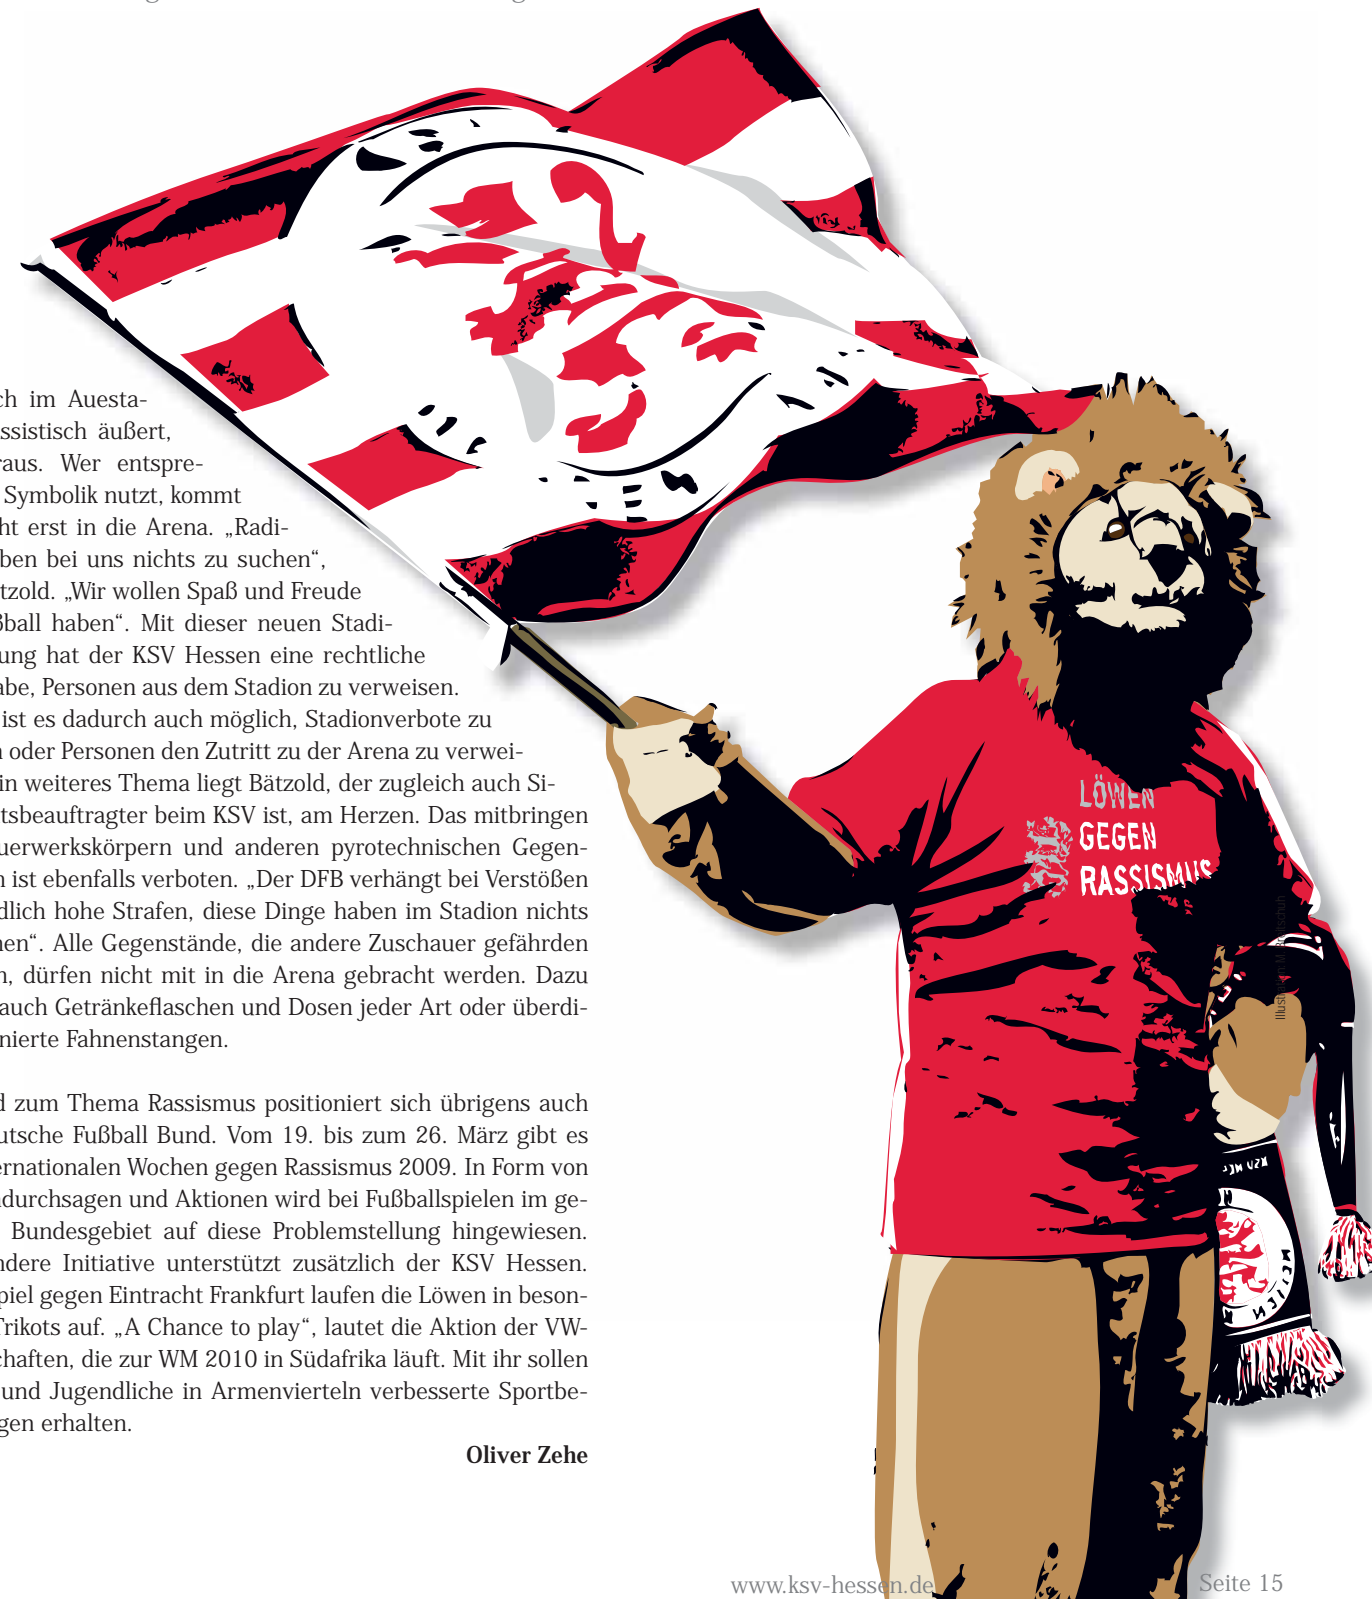 ch im Auesta-
ssistisch äußert,
raus. Wer entspre-
Symbolik nutzt, kommt
ht erst in die Arena. „Radi-
ben bei uns nichts zu suchen“,
tzold. „Wir wollen Spaß und Freude
ßball haben“. Mit dieser neuen Stadi-
ung hat der KSV Hessen eine rechtliche
abe, Personen aus dem Stadion zu verweisen.
ist es dadurch auch möglich, Stadionverbote zu
n oder Personen den Zutritt zu der Arena zu verwei-
in weiteres Thema liegt Bätzold, der zugleich auch Si-
tsbeauftragter beim KSV ist, am Herzen. Das mitbringen
uerwerkskörpern und anderen pyrotechnischen Gegen-
n ist ebenfalls verboten. „Der DFB verhängt bei Verstößen
dlich hohe Strafen, diese Dinge haben im Stadion nichts
hen“. Alle Gegenstände, die andere Zuschauer gefährden
n, dürfen nicht mit in die Arena gebracht werden. Dazu
auch Getränkeflaschen und Dosen jeder Art oder überdi-
nierte Fahnenstangen.
d zum Thema Rassismus positioniert sich übrigens auch
utsche Fußball Bund. Vom 19. bis zum 26. März gibt es
ernationalen Wochen gegen Rassismus 2009. In Form von
ndurchsagen und Aktionen wird bei Fußballspielen im ge-
Bundesgebiet auf diese Problemstellung hingewiesen.
ndere Initiative unterstützt zusätzlich der KSV Hessen.
piel gegen Eintracht Frankfurt laufen die Löwen in beson-
Trikots auf. „A Chance to play“, lautet die Aktion der VW-
chaften, die zur WM 2010 in Südafrika läuft. Mit ihr sollen
und Jugendliche in Armenvierteln verbesserte Sportbe-
gen erhalten.
Oliver Zehe
LÖWEN
GEGEN
RASSISMUS
www.ksv-hessen.de
Seite 15